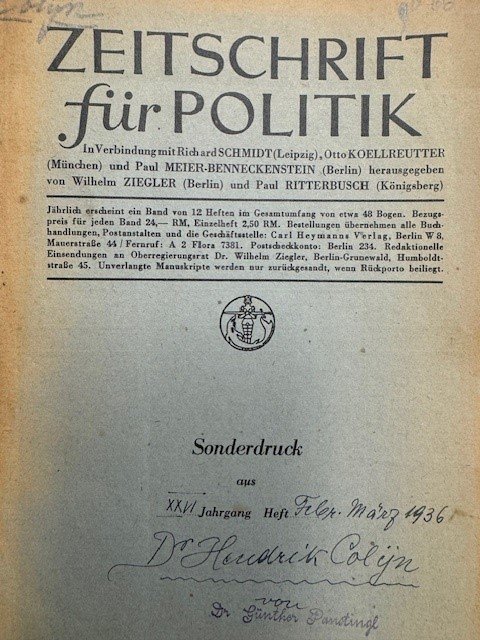 Colijn
ZEITSCHRIFT
für POLITIK
In Verbindung mit Richard SCHMIDT (Leipzig), Otto KOELLREUTTER
(München) und Paul MEIER-BENNECKENSTEIN (Berlin) herausgegeben
von Wilhelm ZIEGLER (Berlin) und Paul RITTERBUSCH (Königsberg)
Jährlich erscheint ein Band von 12 Heften im Gesamtumfang von etwa 48 Bogen. Bezugs-
preis für jeden Band 24,— RM, Einzelheft 2,50 RM. Bestellungen übernehmen alle Buch-
handlungen, Postanstalten und die Geschäftsstelle: Carl Heymanns Verlag, Berlin W 8,
Mauerstraße 44 / Fernruf: A 2 Flora 7381. Postscheckkonto: Berlin 234. Redaktionelle
Einsendungen an Oberregierungsrat Dr. Wilhelm Ziegler, Berlin-Grunewald, Humboldt-
straße 45. Unverlangte Manuskripte werden nur zurückgesandt, wenn Rückporto beiliegt.
Sonderdruck
aus
XXVI Jahrgang Heft Febr. März 1936
Dr Hendrik Colijn
von
Dr Günther